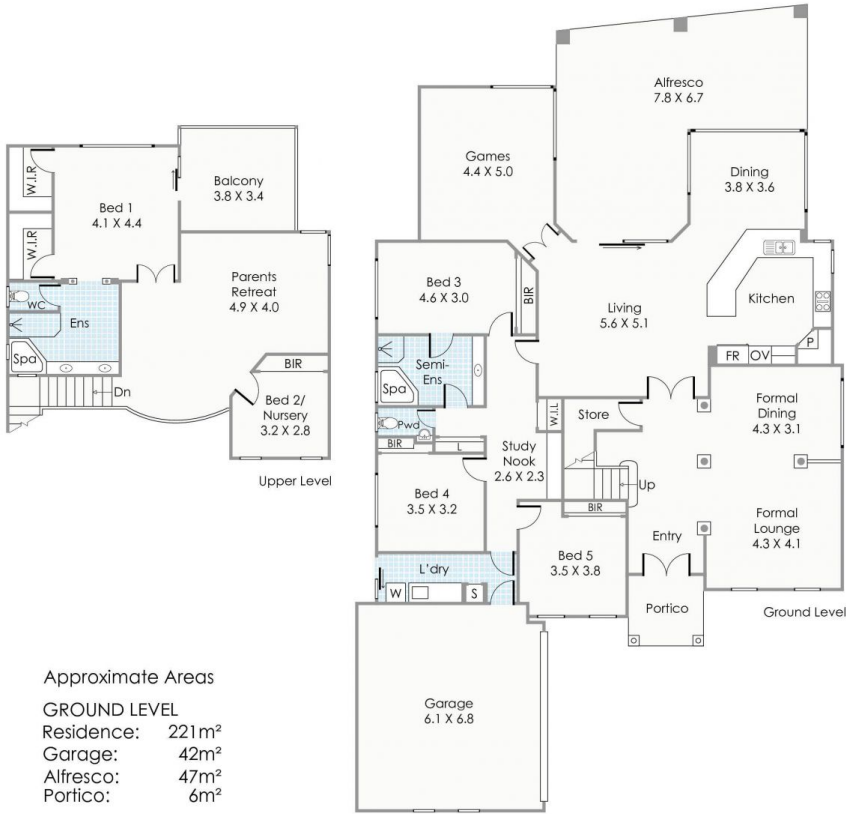 Alfresco
7.8 X 6.7
Games
4.4 X 5.0
Dining
3.8 X 3.6
W.I.R
Bed 1
4.1 X 4.4
Balcony
3.8 X 3.4
W.I.R
Parents
Retreat
4.9 X 4.0
WC
Ens
Spa
BIR
Dn
Bed 2/
Nursery
3.2 X 2.8
Upper Level
Bed 3
4.6 X 3.0
BIR
Living
5.6 X 5.1
Kitchen
P
FR
OV
Semi-
Ens
Spa
Pwd
BIR
L
W.I.L
Store
Study
Nook
2.6 X 2.3
Up
Formal
Dining
4.3 X 3.1
Bed 4
3.5 X 3.2
BIR
Bed 5
3.5 X 3.8
Entry
Formal
Lounge
4.3 X 4.1
L'dry
W
S
Portico
Ground Level
Garage
6.1 X 6.8
Approximate Areas
GROUND LEVEL
Residence: 221m²
Garage: 42m²
Alfresco: 47m²
Portico: 6m²